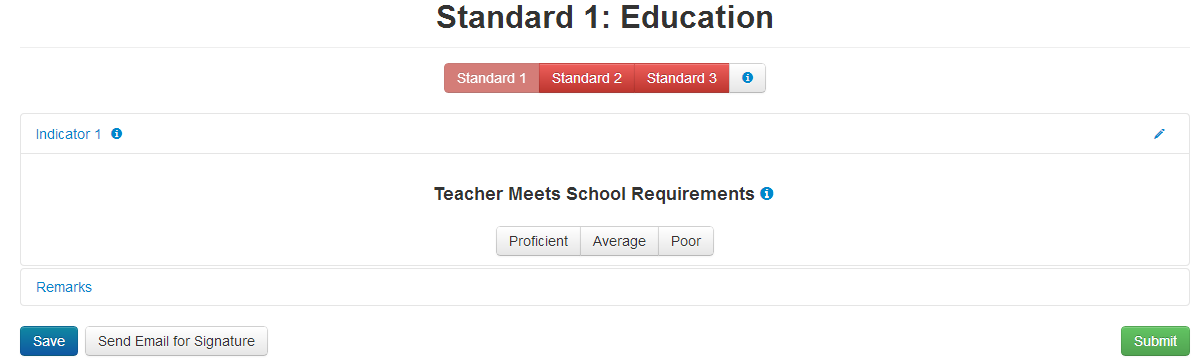 Standard 1: Education
Standard 1 Standard 2 Standard 3
Indicator 1
Teacher Meets School Requirements
Proficient Average Poor
Remarks
Save Send Email for Signature Submit